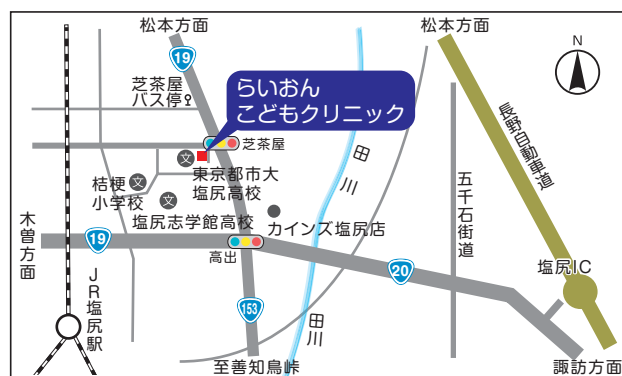 松本方面
松本方面
N
19
芝茶屋
バス停
らいおん
こどもクリニック
芝茶屋
文
東京都市大
塩尻高校
桔梗
小学校
文
文
塩尻志学館高校
カインズ塩尻店
田川
長野自動車道
五千石街道
木曽方面
19
高出
20
塩尻IC
JR塩尻駅
153
田川
至善知鳥峠
諏訪方面